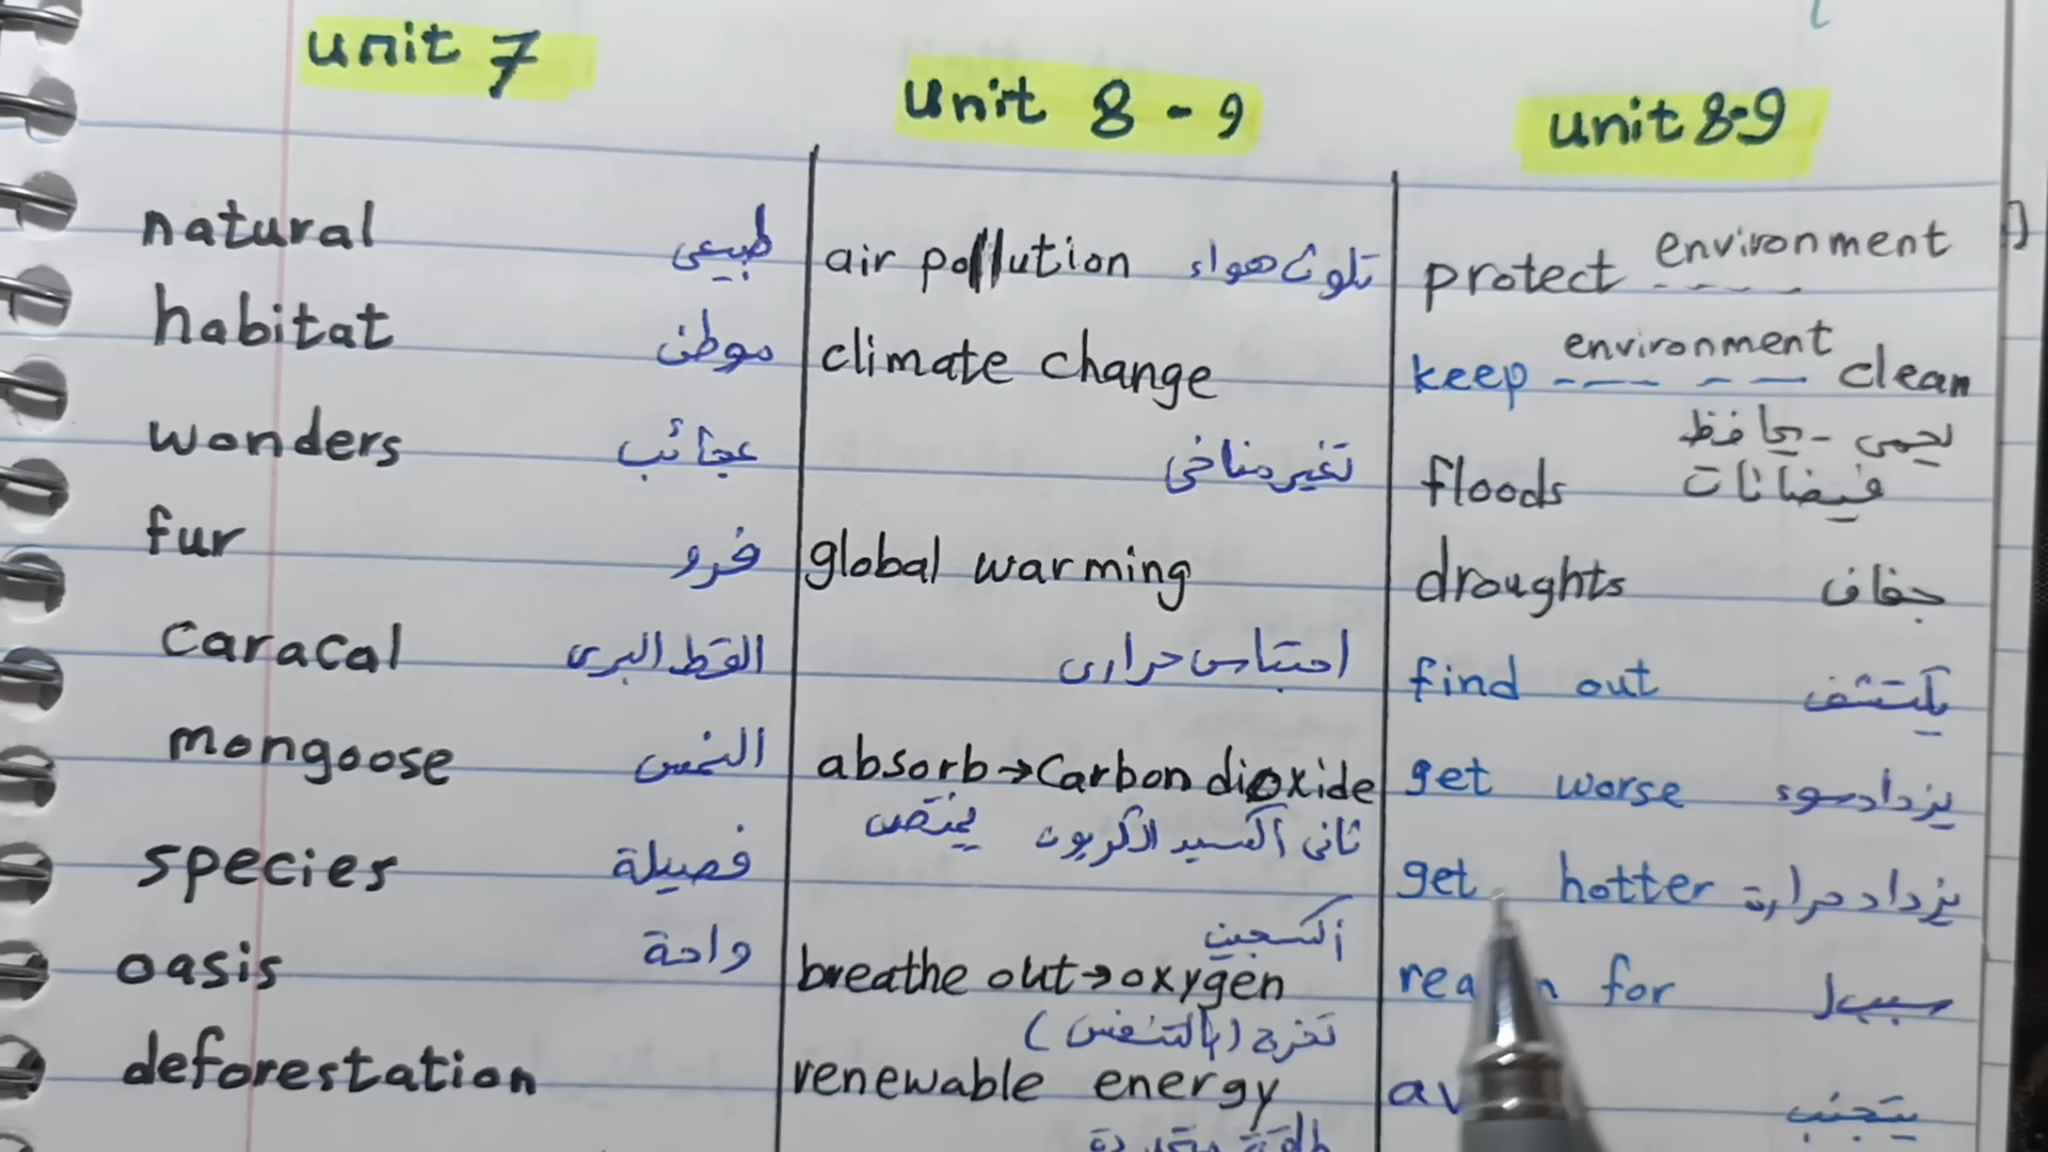 unit 7
natural طبيعى
habitat موطن
wonders عجائب
fur فرو
caracal القط البرى
mongoose النمس
species فصيلة
oasis واحة
deforestation
unit 8 - 9
air pollution تلوث هواء
climate change
تغير مناخى
global warming
احتباس حرارى
absorb → Carbon dioxide
يمتص ثانى أكسيد الكربون
أكسجين
breathe out → oxygen
تخرج (بالتنفس)
renewable energy
unit 8-9
protect environment
keep environment clean
يحمى - يحافظ
floods فيضانات
droughts جفاف
find out يكتشف
get worse يزداد سوء
get hotter يزداد حرارة
for سبب لـ
يتجنب